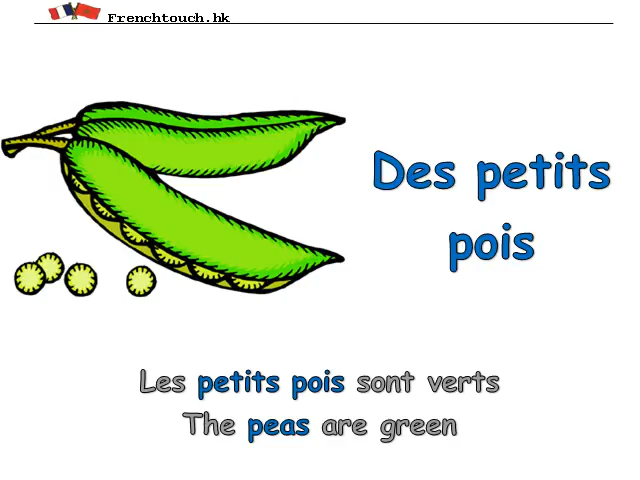 Frenchtouch.hk
Des petits
pois
Les petits pois sont verts
The peas are green